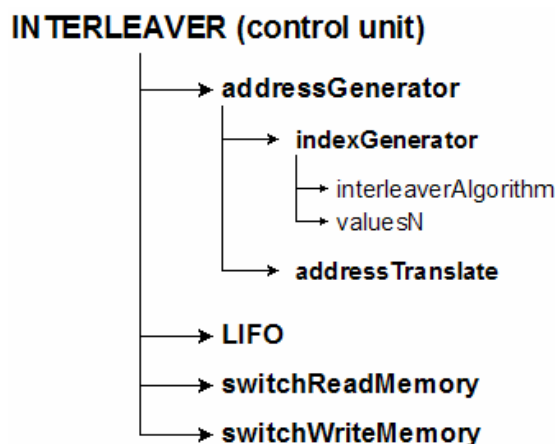 INTERLEAVER (control unit)
addressGenerator
indexGenerator
interleaverAlgorithm
valuesN
addressTranslate
LIFO
switchReadMemory
switchWriteMemory